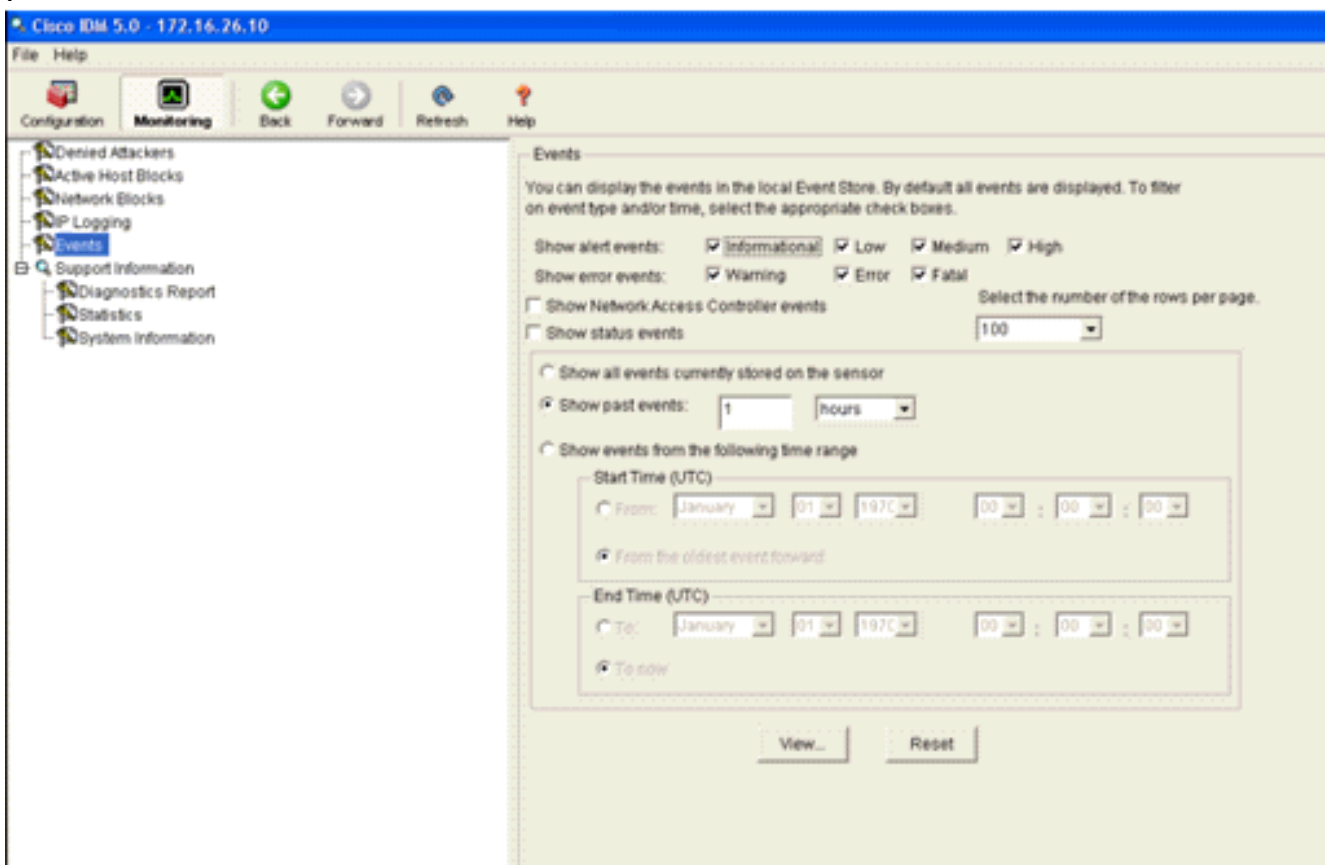 Cisco IDM 5.0 - 172.16.26.10
File Help
Configuration Monitoring Back Forward Refresh Help
Denied Attackers
Active Host Blocks
Network Blocks
IP Logging
Events
Support Information
Diagnostics Report
Statistics
System Information
Events
You can display the events in the local Event Store. By default all events are displayed. To filter
on event type and/or time, select the appropriate check boxes.
Show alert events: Informational Low Medium High
Show error events: Warning Error Fatal
Show Network Access Controller events
Select the number of the rows per page.
Show status events
100
Show all events currently stored on the sensor
Show past events: 1 hours
Show events from the following time range
Start Time (UTC)
From: January 01 1970 00 : 00 : 00
From the oldest event forward
End Time (UTC)
To: January 01 1970 00 : 00 : 00
To now
View... Reset